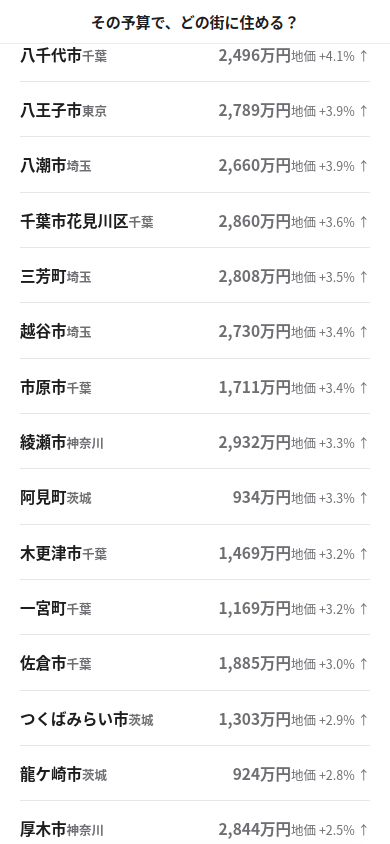 その予算で、どの街に住める？
八千代市千葉 2,496万円地価 +4.1% ↑
八王子市東京 2,789万円地価 +3.9% ↑
八潮市埼玉 2,660万円地価 +3.9% ↑
千葉市花見川区千葉 2,860万円地価 +3.6% ↑
三芳町埼玉 2,808万円地価 +3.5% ↑
越谷市埼玉 2,730万円地価 +3.4% ↑
市原市千葉 1,711万円地価 +3.4% ↑
綾瀬市神奈川 2,932万円地価 +3.3% ↑
阿見町茨城 934万円地価 +3.3% ↑
木更津市千葉 1,469万円地価 +3.2% ↑
一宮町千葉 1,169万円地価 +3.2% ↑
佐倉市千葉 1,885万円地価 +3.0% ↑
つくばみらい市茨城 1,303万円地価 +2.9% ↑
龍ケ崎市茨城 924万円地価 +2.8% ↑
厚木市神奈川 2,844万円地価 +2.5% ↑